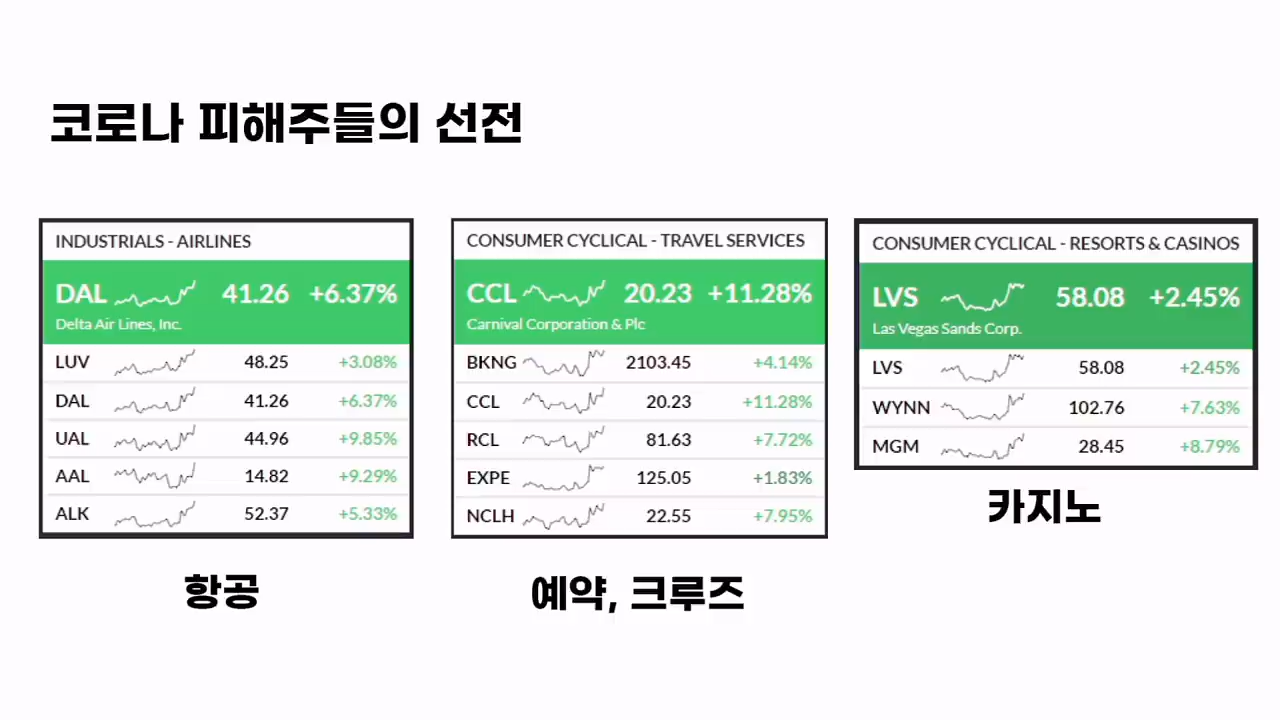 코로나 피해주들의 선전
INDUSTRIALS - AIRLINES
DAL 41.26 +6.37%
Delta Air Lines, Inc.
LUV 48.25 +3.08%
DAL 41.26 +6.37%
UAL 44.96 +9.85%
AAL 14.82 +9.29%
ALK 52.37 +5.33%
항공
CONSUMER CYCLICAL - TRAVEL SERVICES
CCL 20.23 +11.28%
Carnival Corporation & Plc
BKNG 2103.45 +4.14%
CCL 20.23 +11.28%
RCL 81.63 +7.72%
EXPE 125.05 +1.83%
NCLH 22.55 +7.95%
예약, 크루즈
CONSUMER CYCLICAL - RESORTS & CASINOS
LVS 58.08 +2.45%
Las Vegas Sands Corp.
LVS 58.08 +2.45%
WYNN 102.76 +7.63%
MGM 28.45 +8.79%
카지노